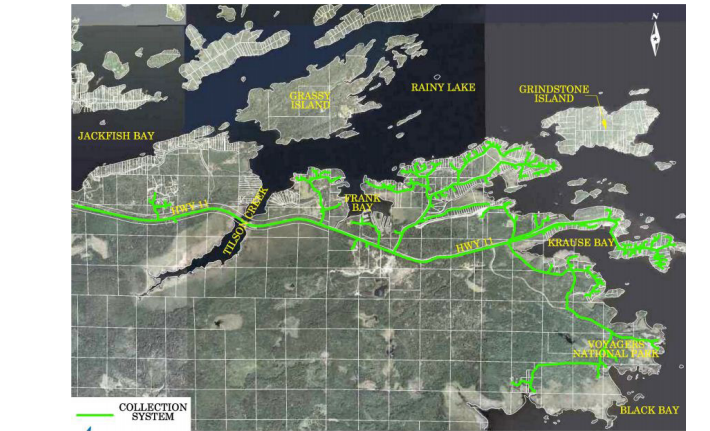 N
GRASSY
ISLAND
RAINY LAKE
GRINDSTONE
ISLAND
JACKFISH BAY
HWY 11
TILSON CREEK
FRANK
BAY
HWY 11
KRAUSE BAY
VOYAGERS
NATIONAL PARK
BLACK BAY
COLLECTION
SYSTEM